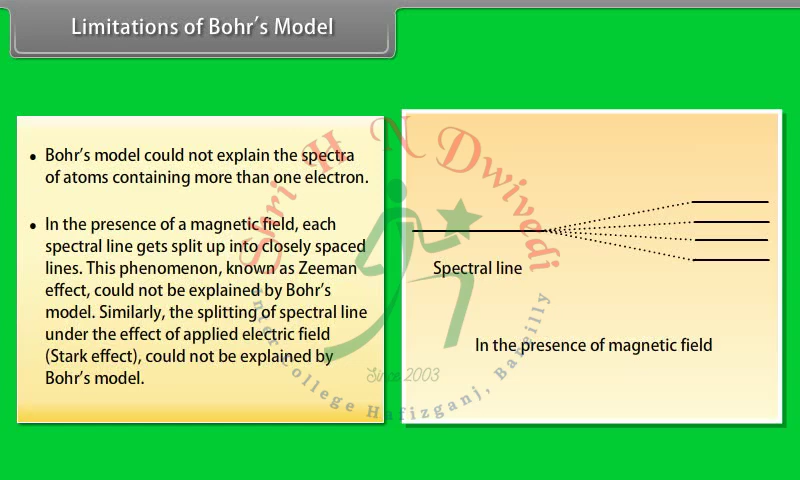 Limitations of Bohr's Model
• Bohr's model could not explain the spectra
of atoms containing more than one electron.
• In the presence of a magnetic field, each
spectral line gets split up into closely spaced
lines. This phenomenon, known as Zeeman
effect, could not be explained by Bohr's
model. Similarly, the splitting of spectral line
under the effect of applied electric field
(Stark effect), could not be explained by
Bohr's model.
Spectral line
In the presence of magnetic field
Shri H N Dwivedi
Inter College Hafizganj, Bareilly
Since 2003